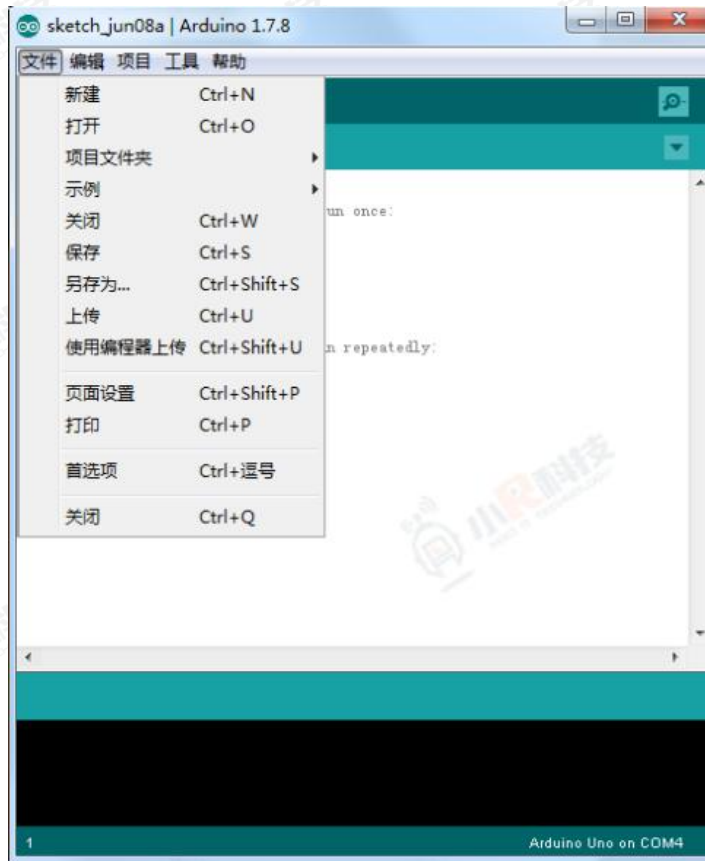 sketch_jun08a | Arduino 1.7.8
文件 编辑 项目 工具 帮助
新建 Ctrl+N
打开 Ctrl+O
项目文件夹
示例
关闭 Ctrl+W
保存 Ctrl+S
另存为... Ctrl+Shift+S
上传 Ctrl+U
使用编程器上传 Ctrl+Shift+U
页面设置 Ctrl+Shift+P
打印 Ctrl+P
首选项 Ctrl+逗号
关闭 Ctrl+Q
un once:
n repeatedly:
小R科技
1 Arduino Uno on COM4